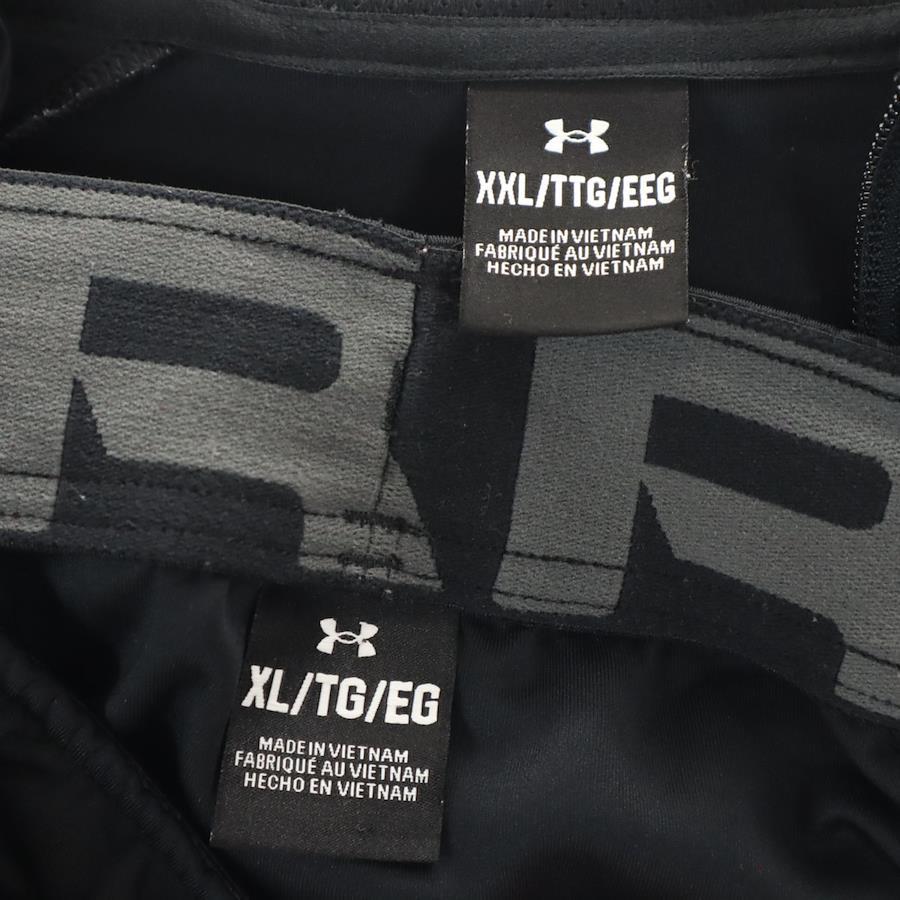 XXL/TTG/EEG
MADE IN VIETNAM
FABRIQUÉ AU VIETNAM
HECHO EN VIETNAM
R R
XL/TG/EG
MADE IN VIETNAM
FABRIQUÉ AU VIETNAM
HECHO EN VIETNAM